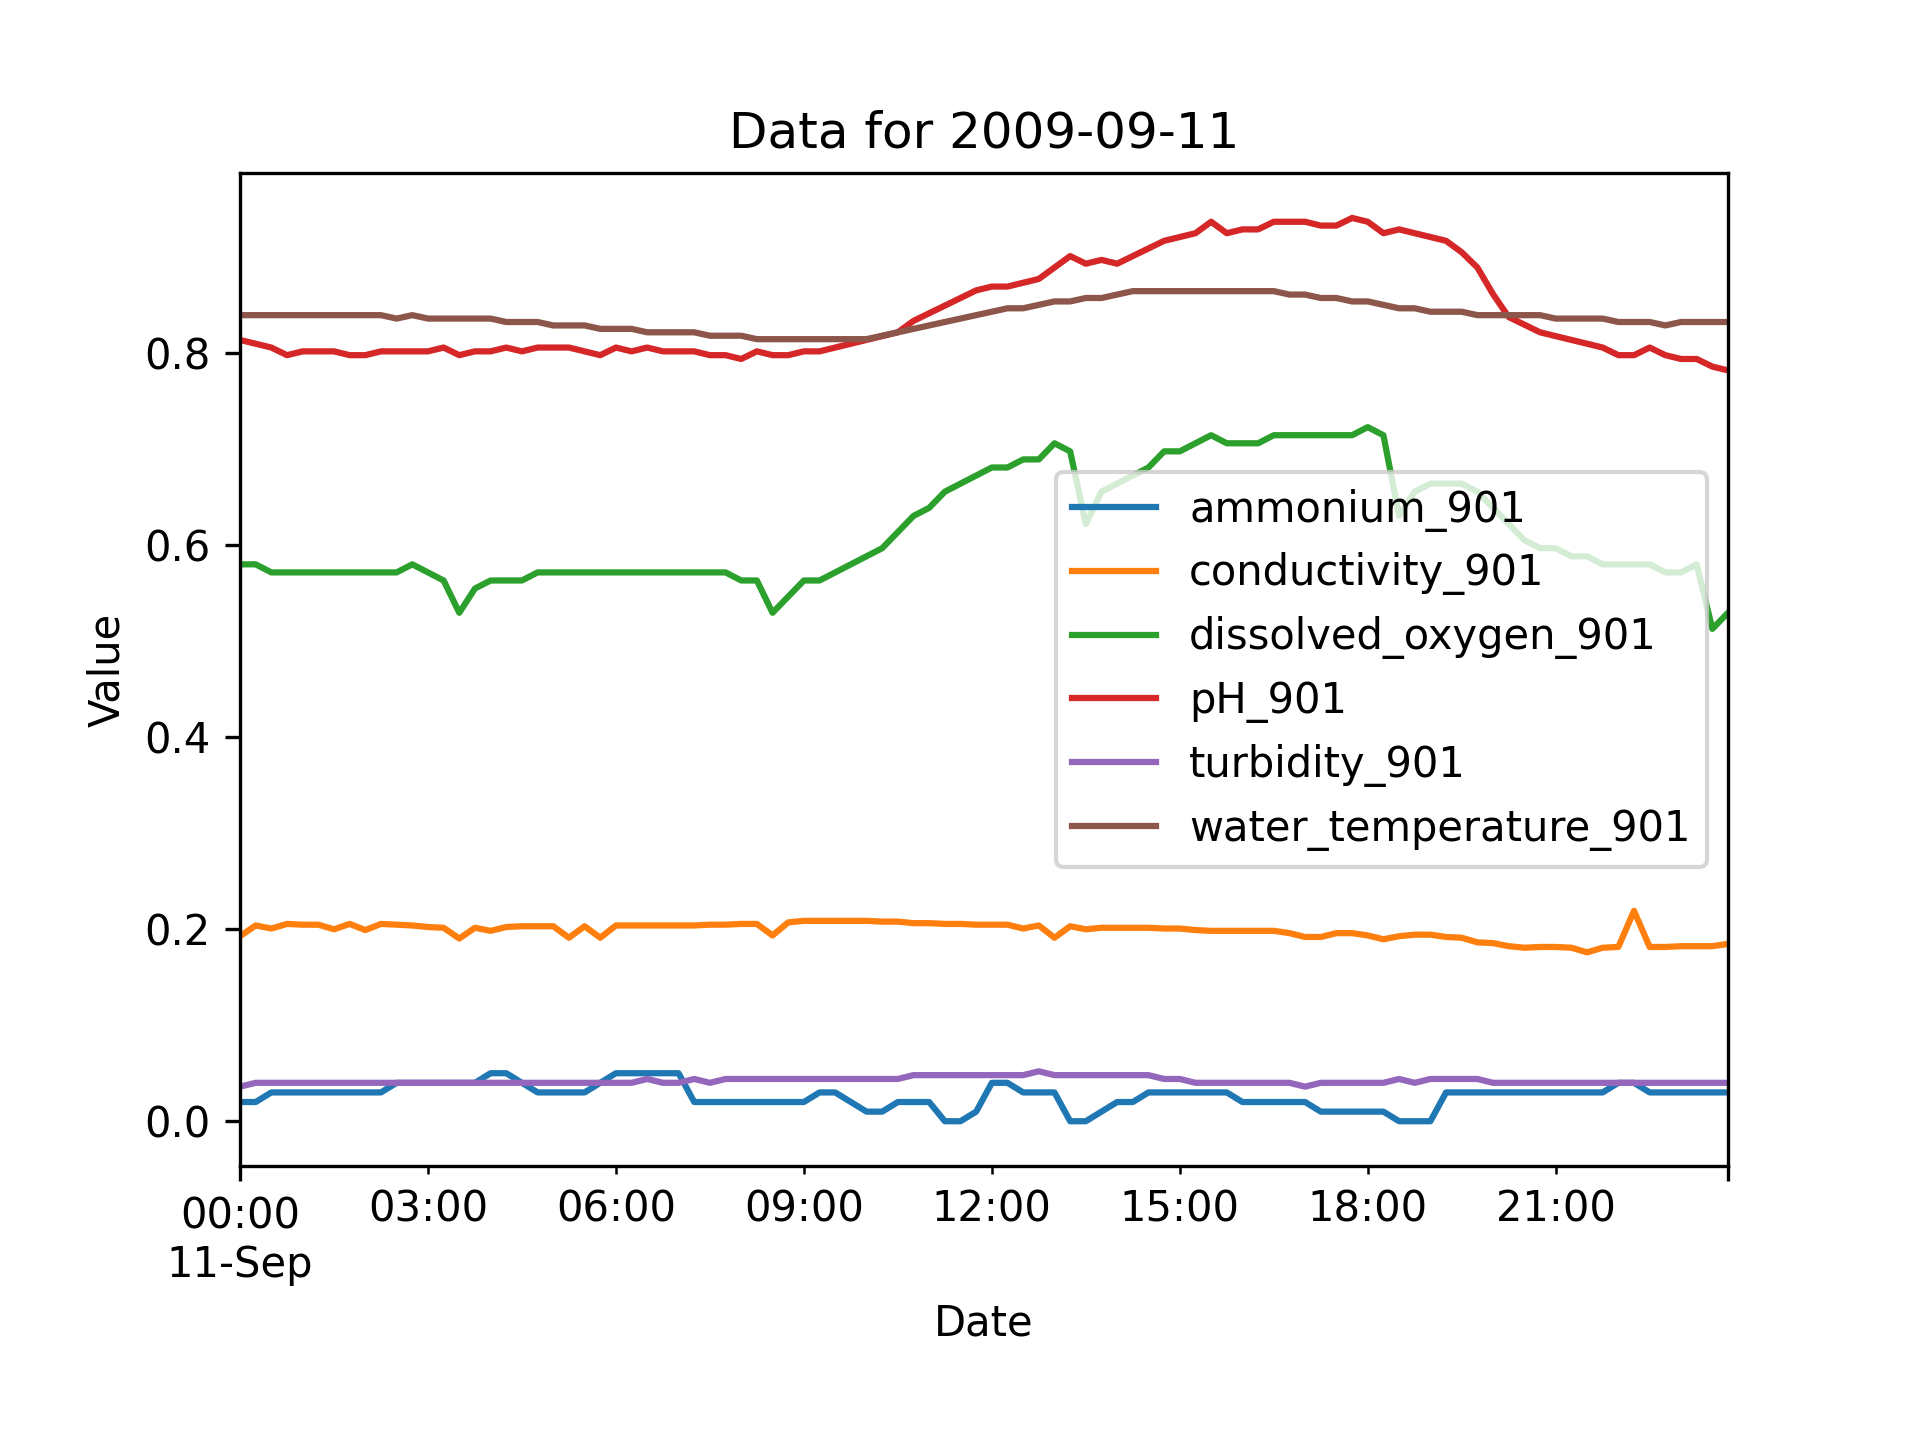 Data for 2009-09-11
Value
0.8
0.6
0.4
0.2
0.0
ammonium_901
conductivity_901
dissolved_oxygen_901
pH_901
turbidity_901
water_temperature_901
00:00 03:00 06:00 09:00 12:00 15:00 18:00 21:00
11-Sep
Date